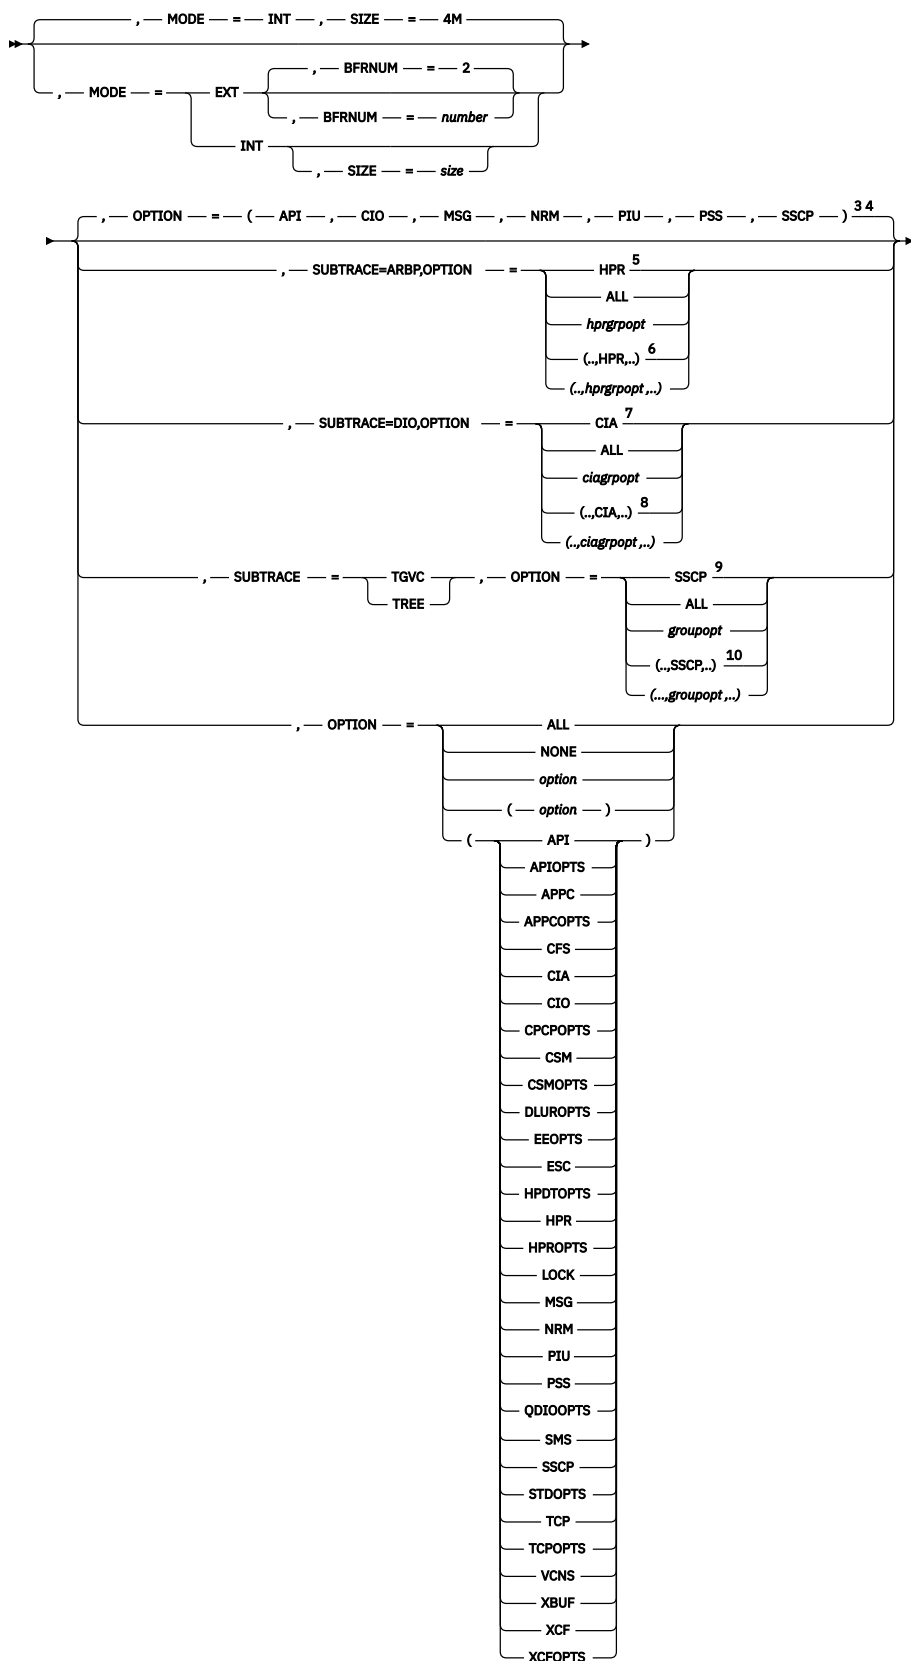 , MODE = INT , SIZE = 4M
, BFRNUM = 2
, MODE = EXT
, BFRNUM = number
INT
, SIZE = size
, OPTION = ( API , CIO , MSG , NRM , PIU , PSS , SSCP ) 3 4
, SUBTRACE=ARBP,OPTION = HPR 5
ALL
hprgrpopt
(..,HPR,..) 6
(..,hprgrpopt ,..)
, SUBTRACE=DIO,OPTION = CIA 7
ALL
ciagrpopt
(..,CIA,..) 8
(..,ciagrpopt ,..)
, SUBTRACE = TGVC , OPTION = SSCP 9
TREE ALL
groupopt
(..,SSCP,..) 10
(...,groupopt ,..)
, OPTION = ALL
NONE
option
( option )
( API )
APIOPTS
APPC
APPCOPTS
CFS
CIA
CIO
CPCPOPTS
CSM
CSMOPTS
DLUROPTS
EEOPTS
ESC
HPDTOPTS
HPR
HPROPTS
LOCK
MSG
NRM
PIU
PSS
QDIOOPTS
SMS
SSCP
STDOPTS
TCP
TCPOPTS
VCNS
XBUF
XCF
XCFOPTS